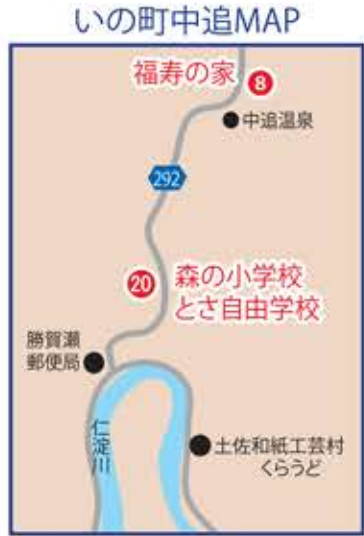 いの町中追MAP
福寿の家
8
中追温泉
292
20
森の小学校
とさ自由学校
勝賀瀬
郵便局
仁淀川
土佐和紙工芸村
くらうど